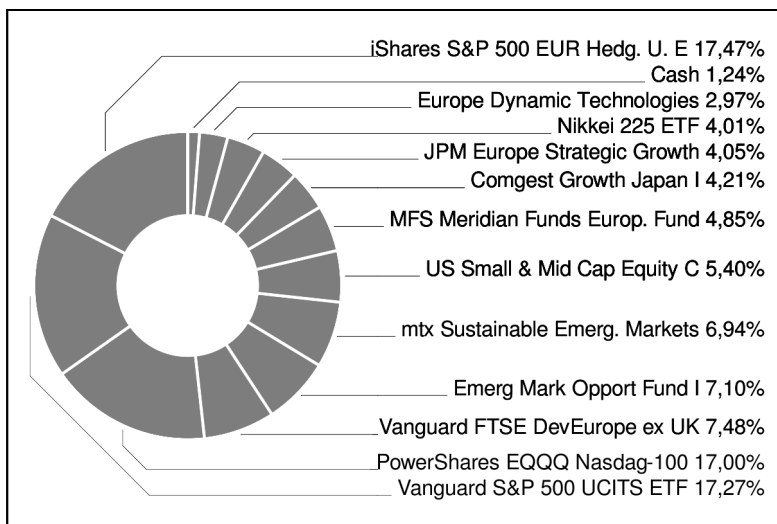 iShares S&P 500 EUR Hedg. U. E 17,47%
Cash 1,24%
Europe Dynamic Technologies 2,97%
Nikkei 225 ETF 4,01%
JPM Europe Strategic Growth 4,05%
Comgest Growth Japan I 4,21%
MFS Meridian Funds Europ. Fund 4,85%
US Small & Mid Cap Equity C 5,40%
mtx Sustainable Emerg. Markets 6,94%
Emerg Mark Opport Fund I 7,10%
Vanguard FTSE DevEurope ex UK 7,48%
PowerShares EQQQ Nasdag-100 17,00%
Vanguard S&P 500 UCITS ETF 17,27%